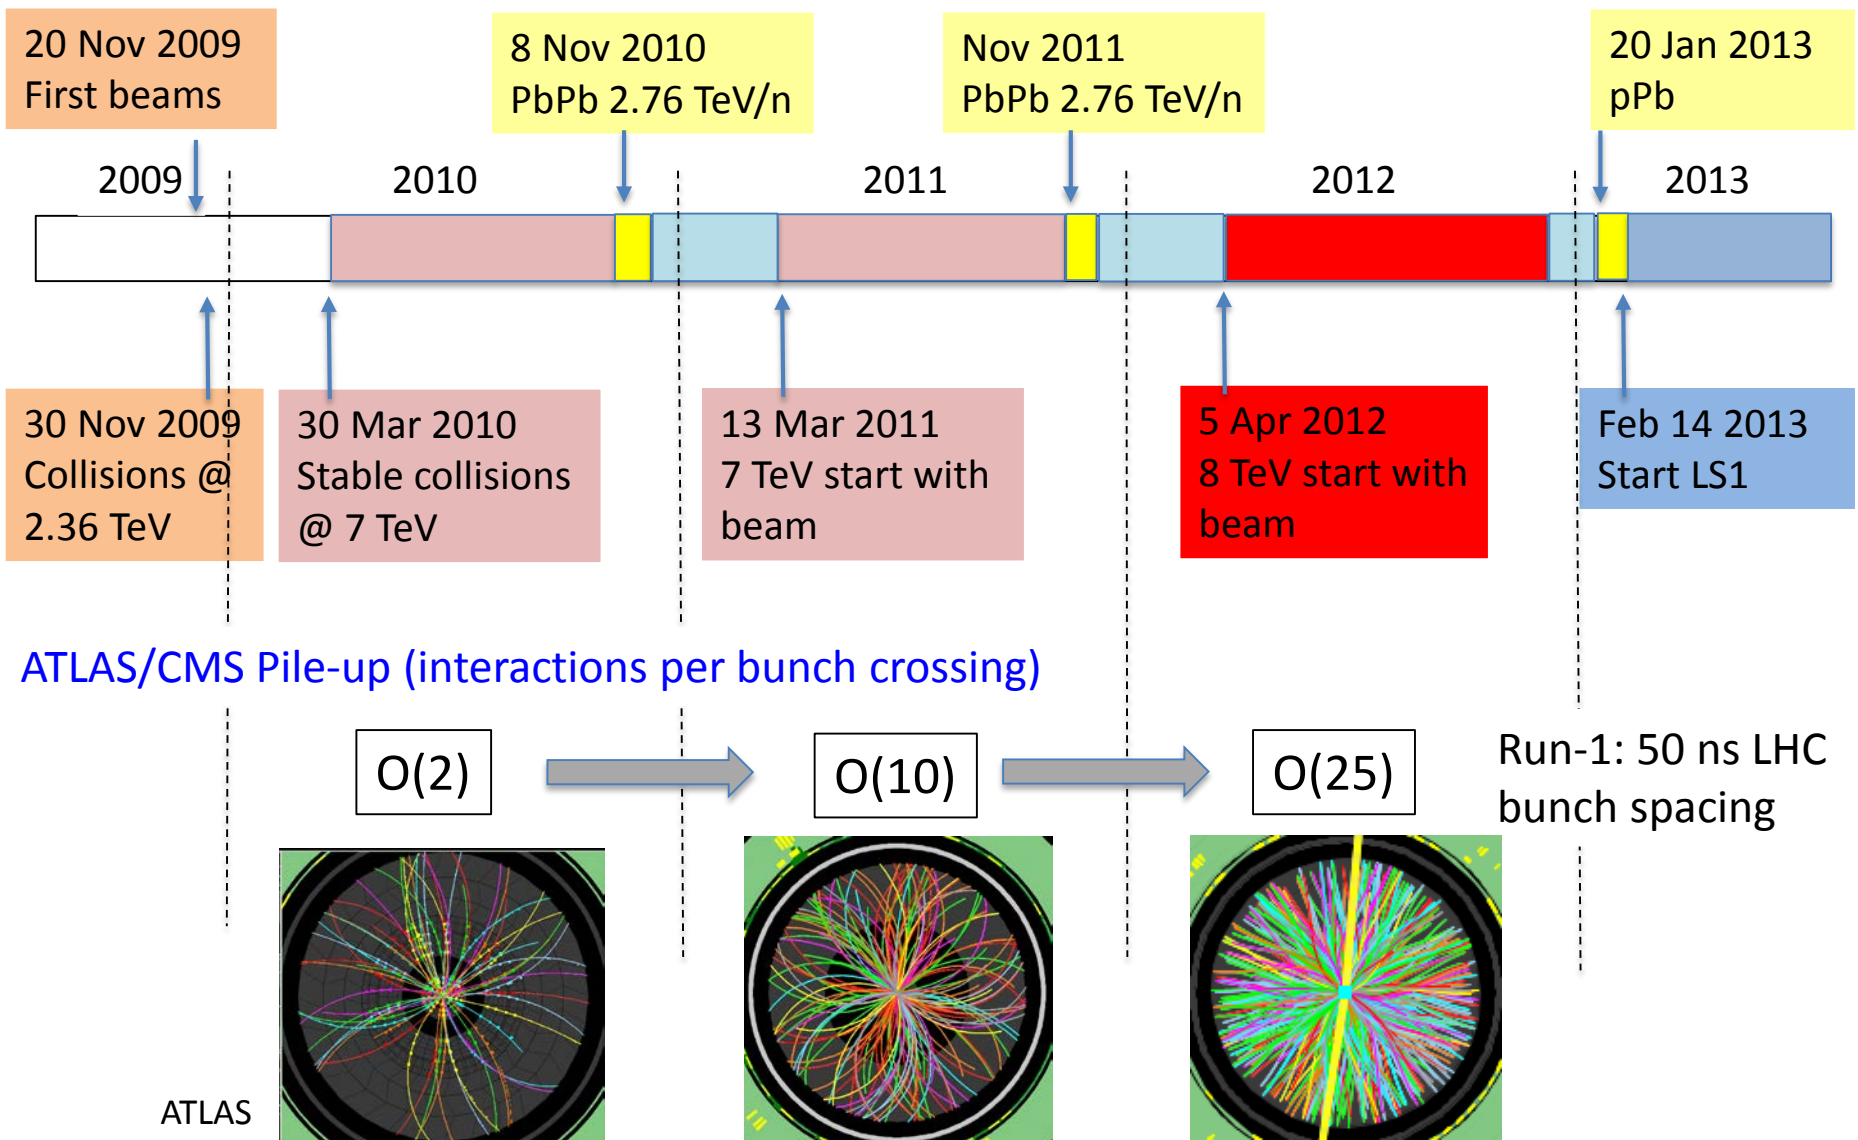 20 Nov 2009
First beams
8 Nov 2010
PbPb 2.76 TeV/n
Nov 2011
PbPb 2.76 TeV/n
20 Jan 2013
pPb
2009
2010
2011
2012
2013
30 Nov 2009
Collisions @
2.36 TeV
30 Mar 2010
Stable collisions
@ 7 TeV
13 Mar 2011
7 TeV start with
beam
5 Apr 2012
8 TeV start with
beam
Feb 14 2013
Start LS1
ATLAS/CMS Pile-up (interactions per bunch crossing)
O(2)
O(10)
O(25)
Run-1: 50 ns LHC
bunch spacing
ATLAS